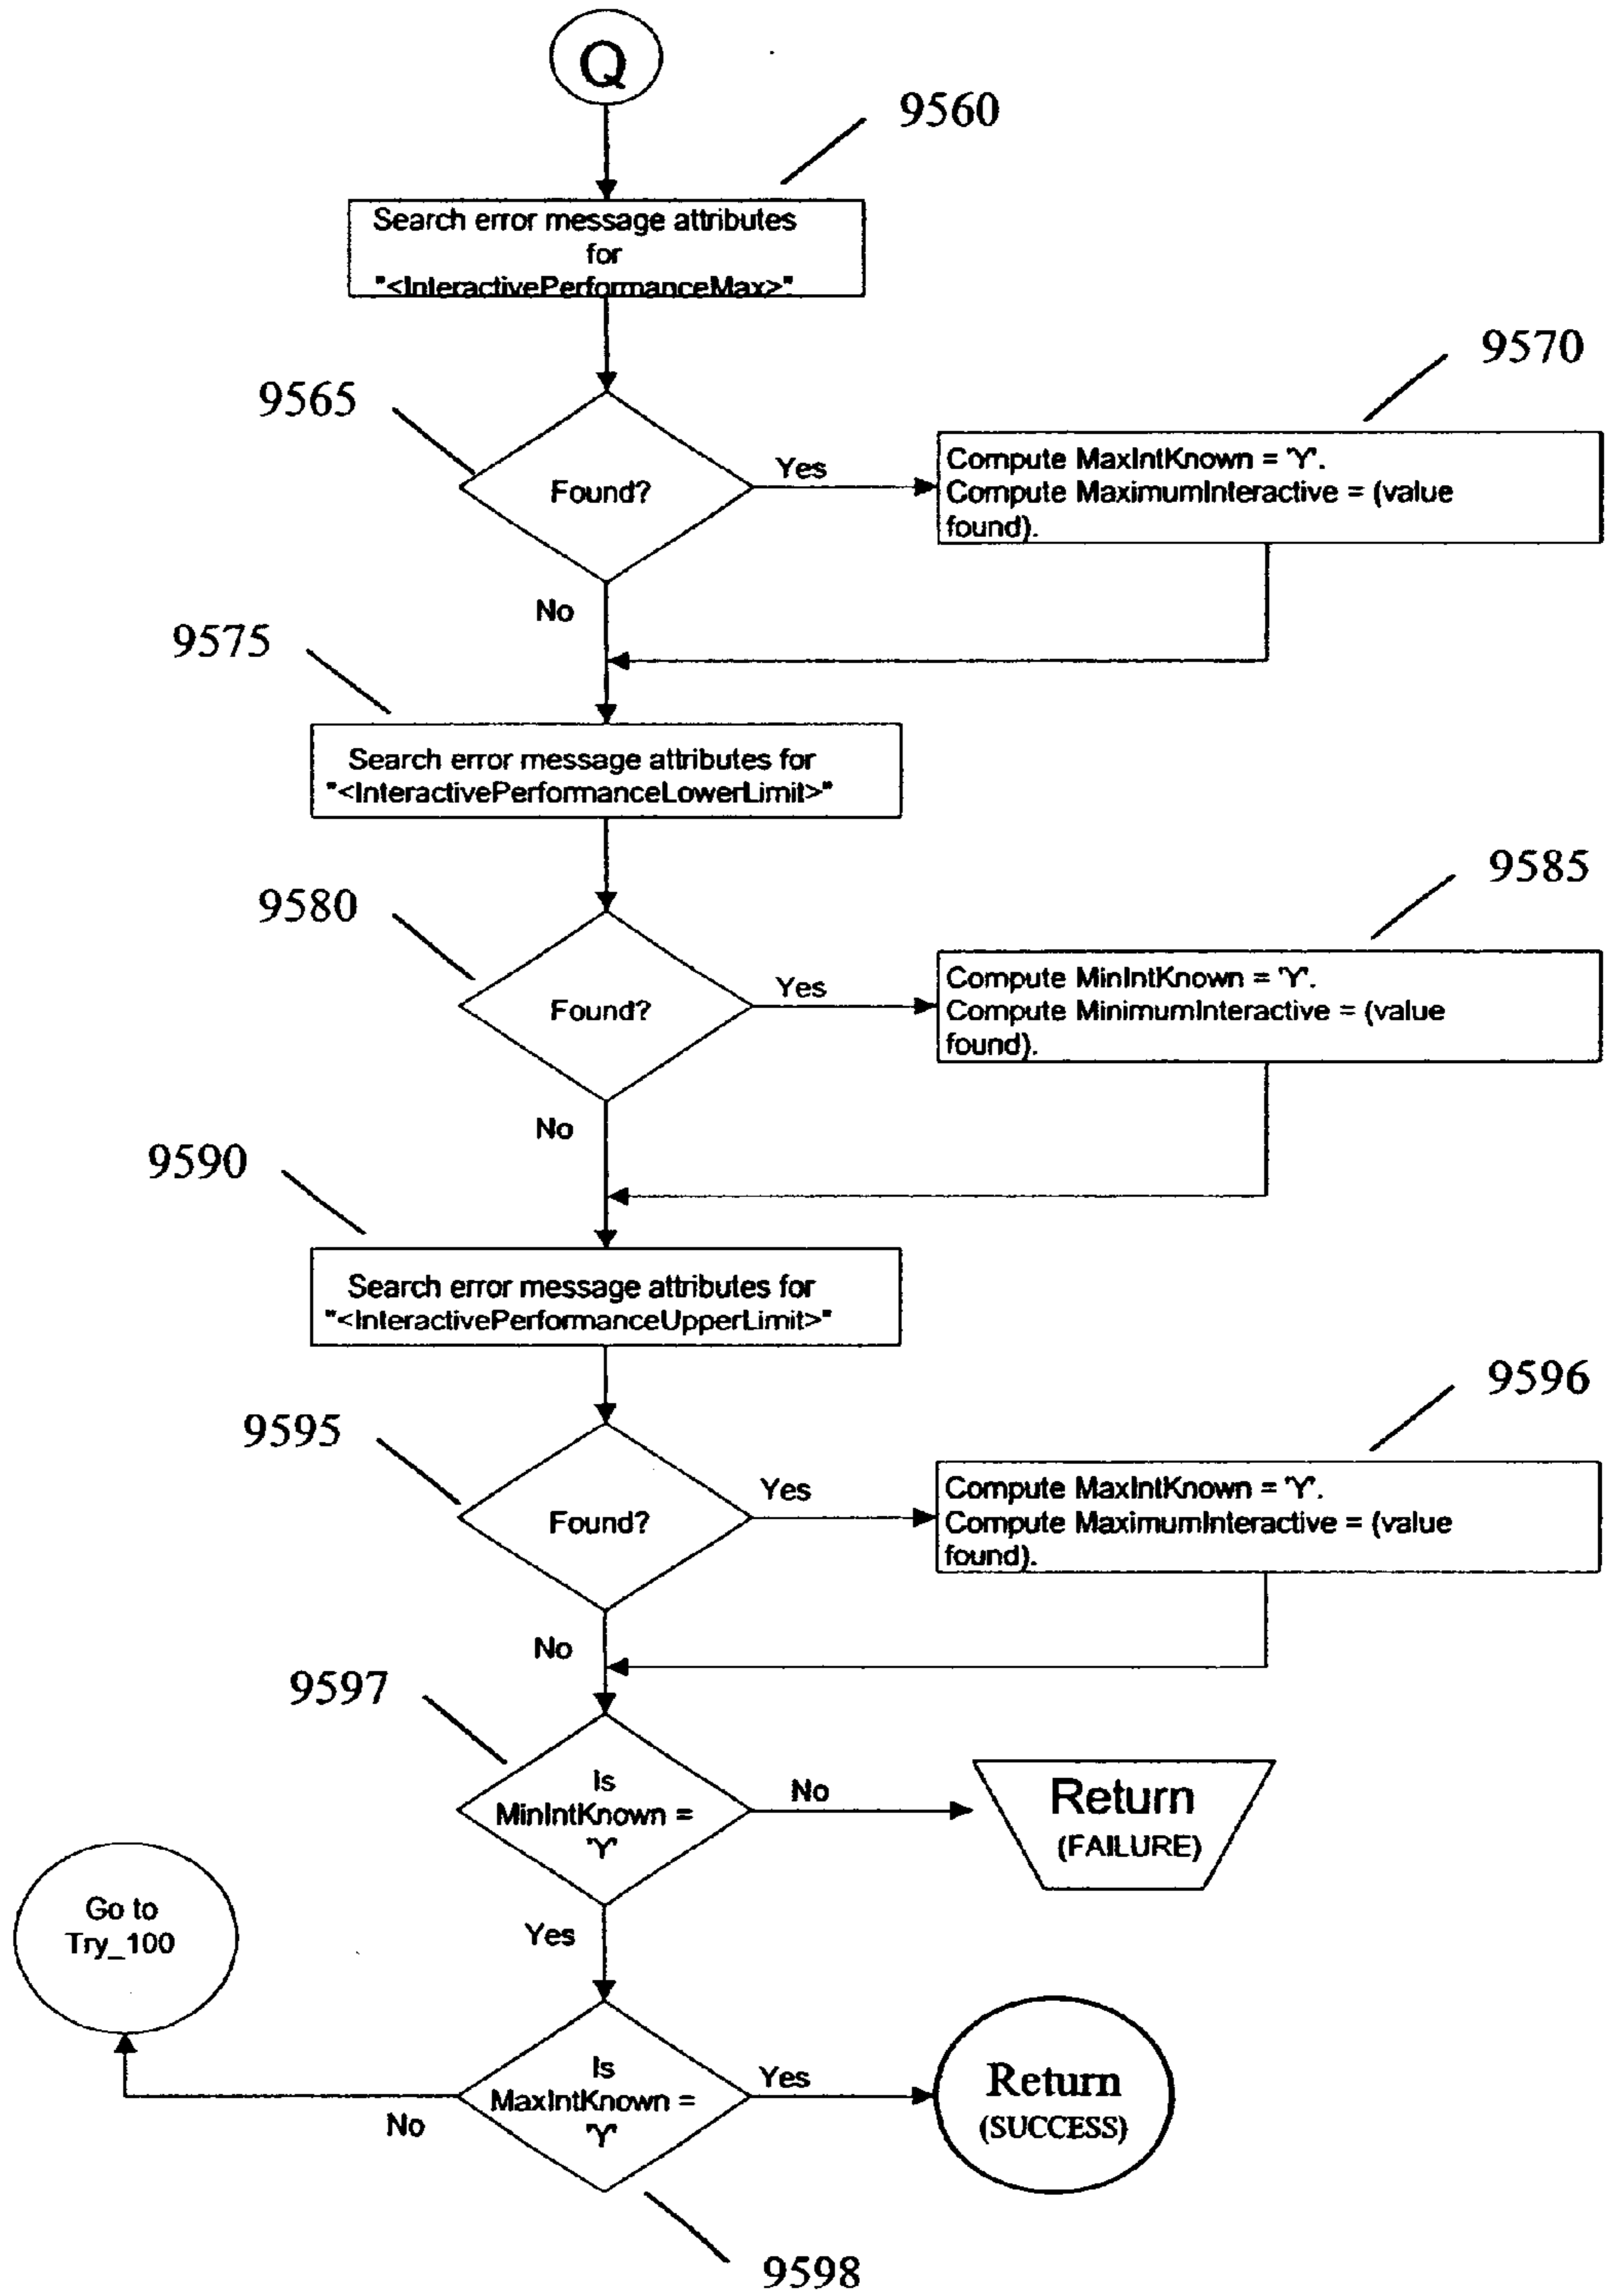 Q
9560
Search error message attributes
for
"<InteractivePerformanceMax>"
9570
9565
Found?
Yes
Compute MaxIntKnown = 'Y'.
Compute MaximumInteractive = (value
found).
No
9575
Search error message attributes for
"<InteractivePerformanceLowerLimit>"
9585
9580
Found?
Yes
Compute MinIntKnown = 'Y'.
Compute MinimumInteractive = (value
found).
No
9590
Search error message attributes for
"<InteractivePerformanceUpperLimit>"
9596
9595
Found?
Yes
Compute MaxIntKnown = 'Y'.
Compute MaximumInteractive = (value
found).
No
9597
Is
MinIntKnown =
'Y'
No
Return
(FAILURE)
Yes
Go to
Try_100
Is
MaxIntKnown =
'Y'
No
Yes
Return
(SUCCESS)
9598